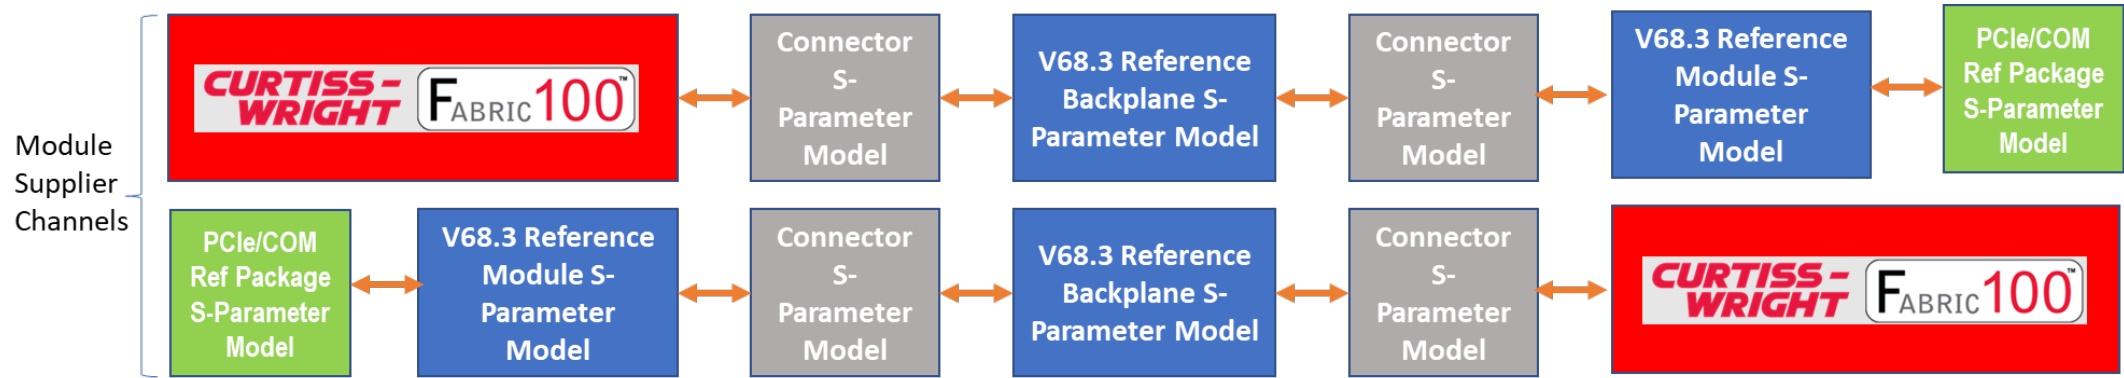 Module
Supplier
Channels
CURTISS-
WRIGHT
FABRIC100™
Connector
S-
Parameter
Model
V68.3 Reference
Backplane S-
Parameter Model
Connector
S-
Parameter
Model
V68.3 Reference
Module S-
Parameter
Model
PCIe/COM
Ref Package
S-Parameter
Model
PCIe/COM
Ref Package
S-Parameter
Model
V68.3 Reference
Module S-
Parameter
Model
Connector
S-
Parameter
Model
V68.3 Reference
Backplane S-
Parameter Model
Connector
S-
Parameter
Model
CURTISS-
WRIGHT
FABRIC100™